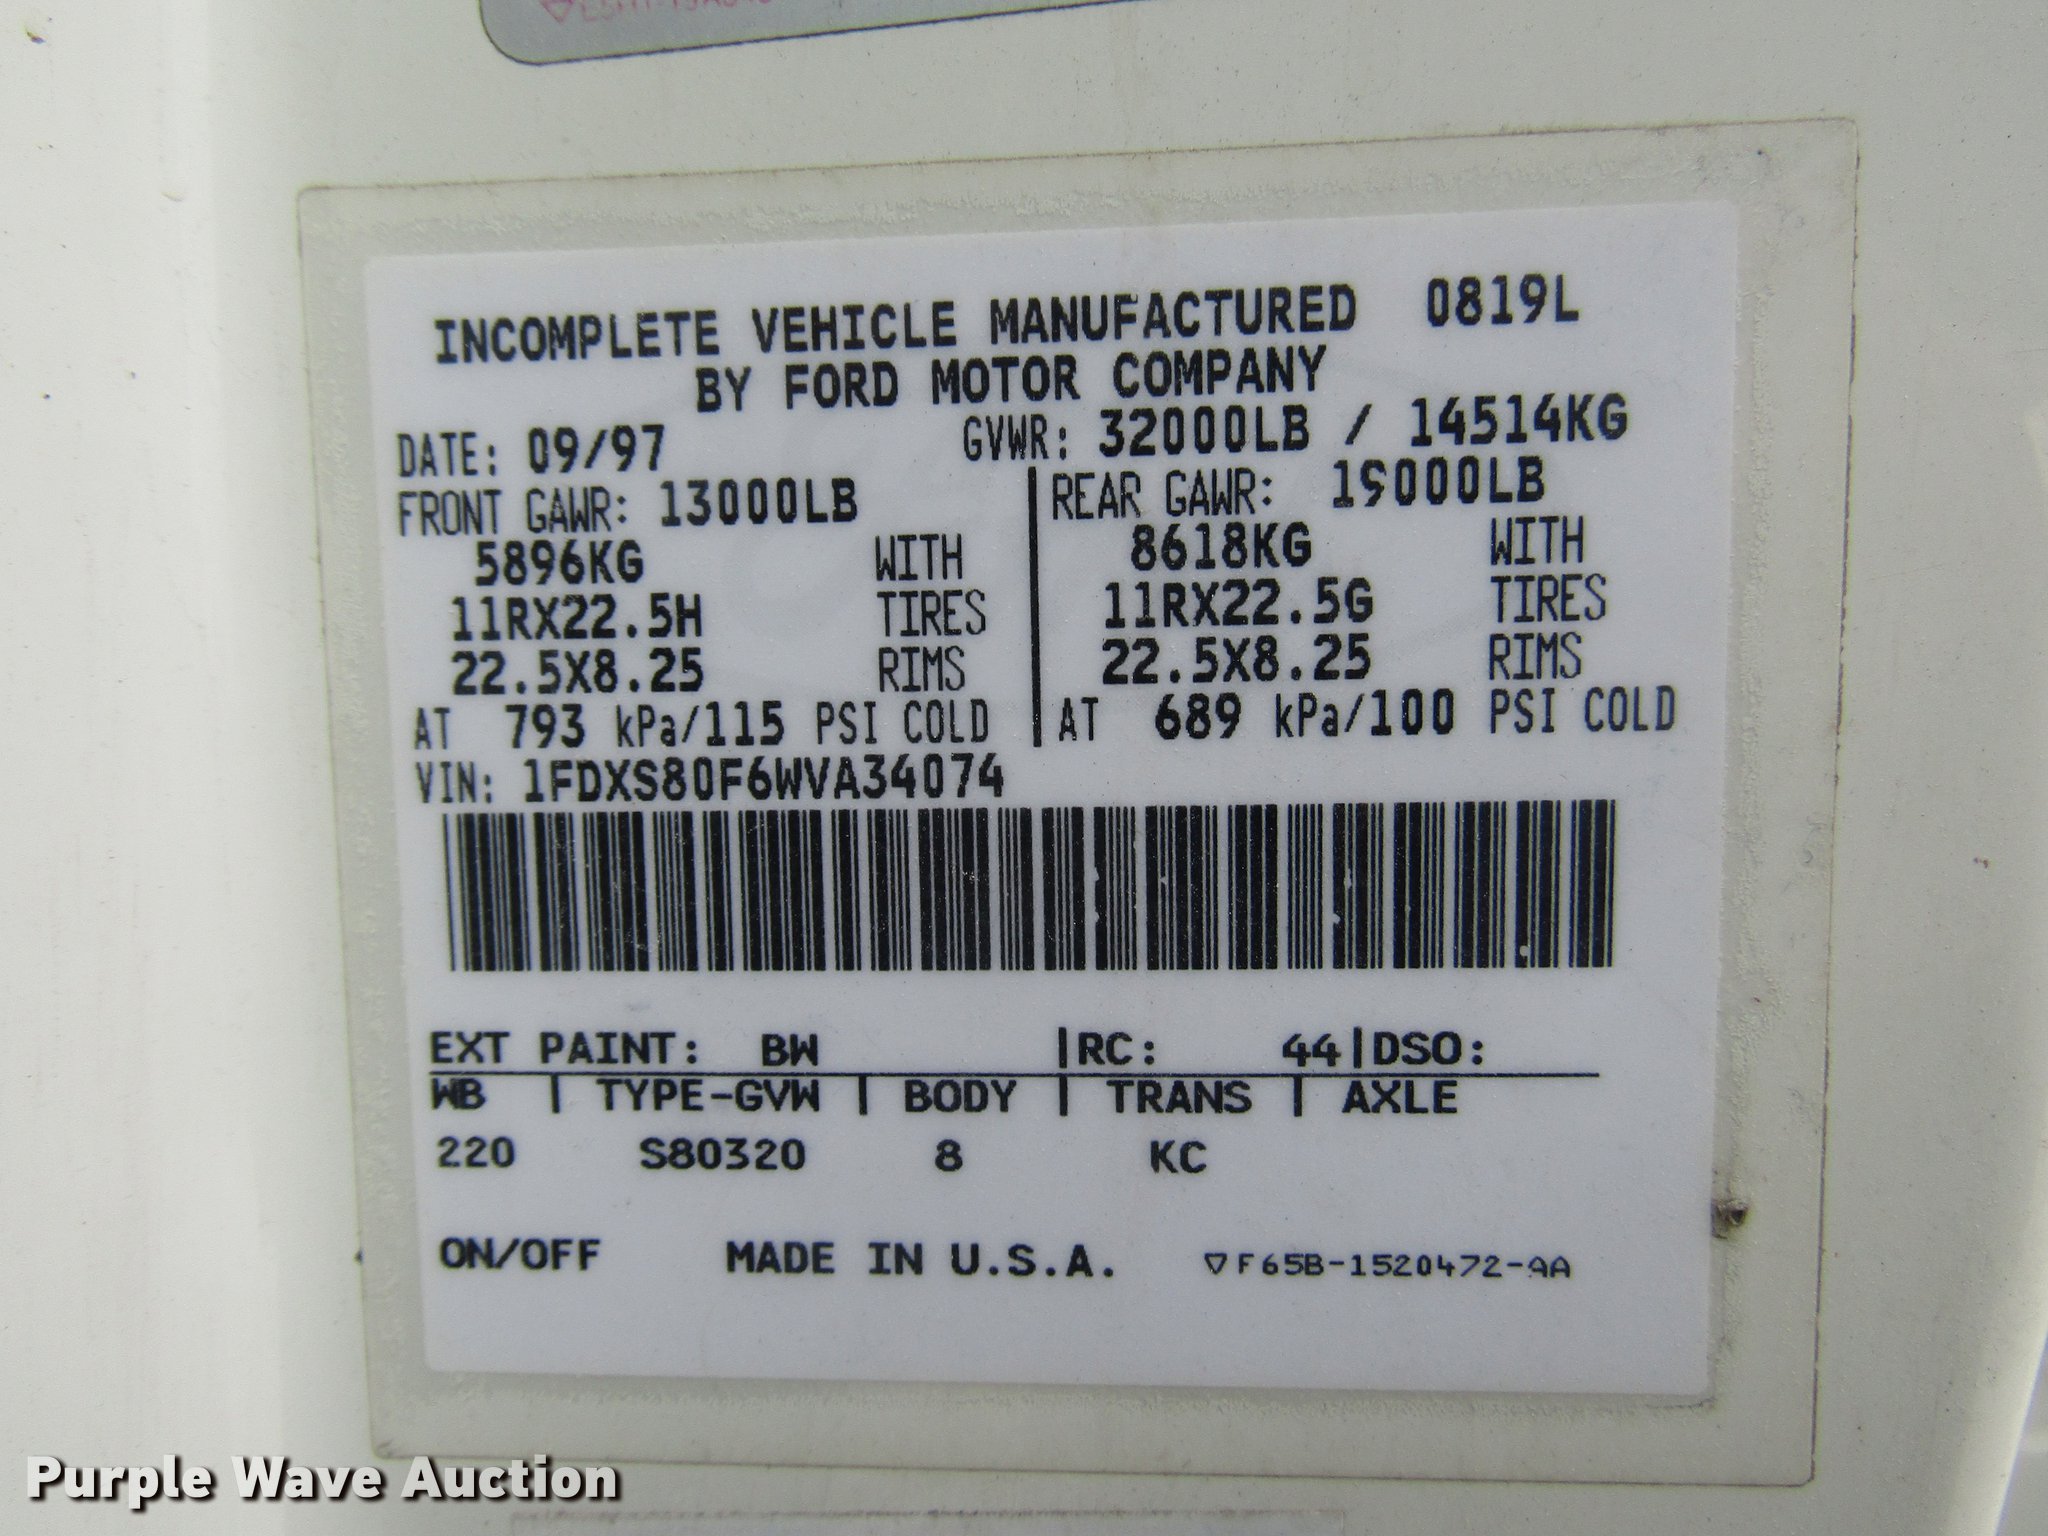 INCOMPLETE VEHICLE MANUFACTURED 0819L
BY FORD MOTOR COMPANY
DATE: 09/97 GVWR: 32000LB / 14514KG
FRONT GAWR: 13000LB REAR GAWR: 19000LB
5896KG WITH 8618KG WITH
11RX22.5H TIRES 11RX22.5G TIRES
22.5X8.25 RIMS 22.5X8.25 RIMS
AT 793 kPa/115 PSI COLD AT 689 kPa/100 PSI COLD
VIN: 1FDXS80F6WVA34074
EXT PAINT: BW |RC: 44|DSO:
WB | TYPE-GVW | BODY | TRANS | AXLE
220 S80320 8 KC
ON/OFF MADE IN U.S.A. ▽F65B-1520472-AA
Purple Wave Auction